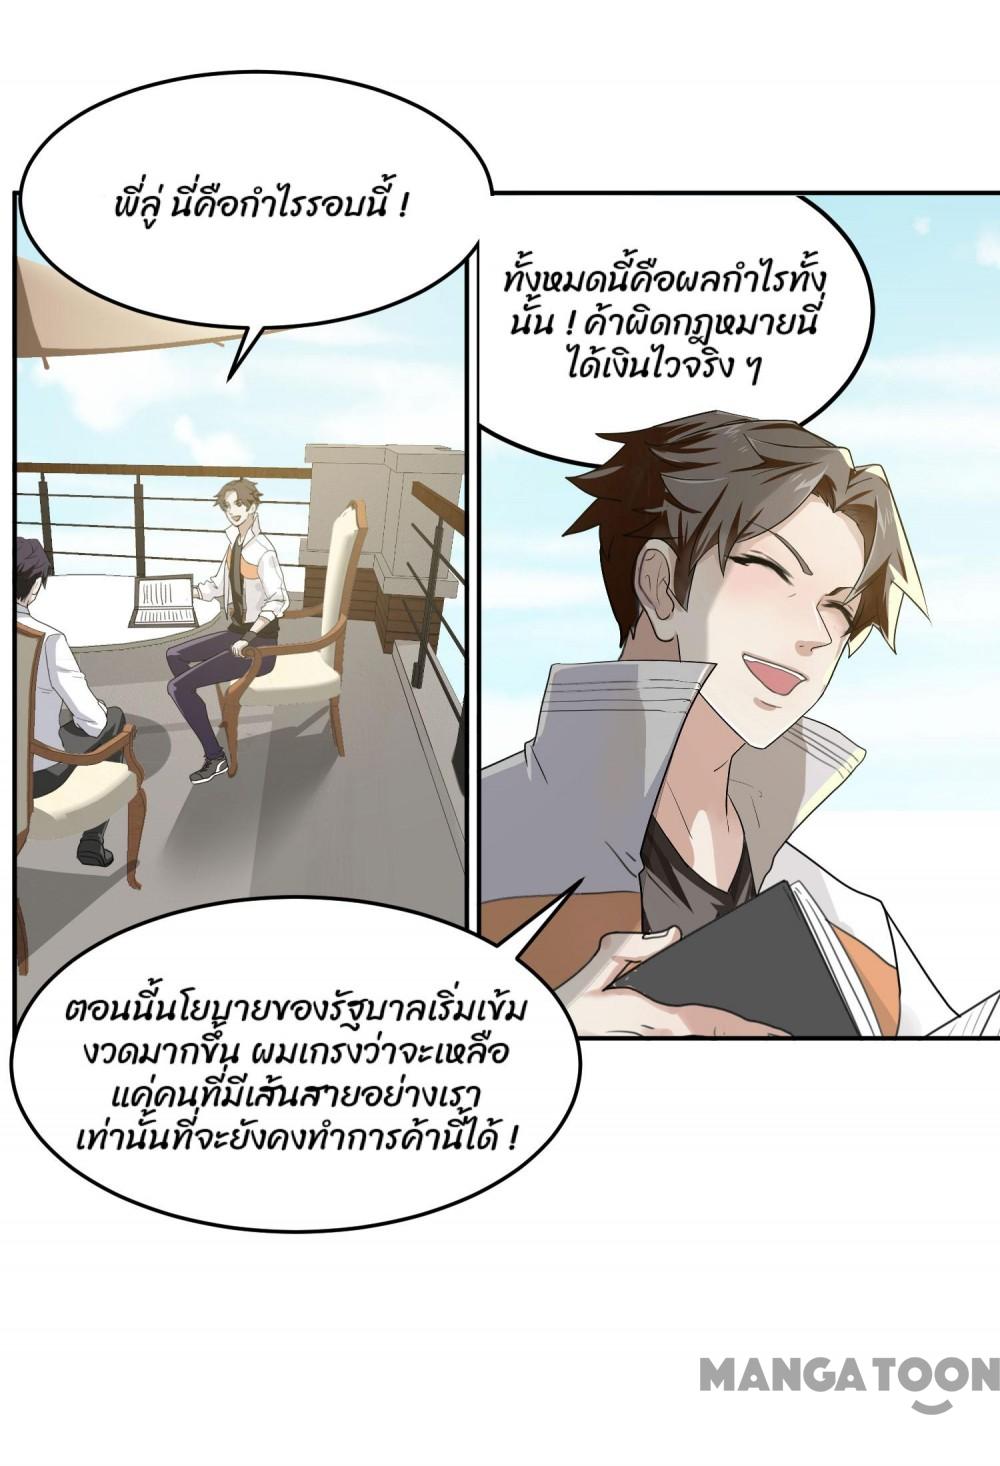 พี่ลู่ นี่คือกำไรรอบนี้ !
ทั้งหมดนี้คือผลกำไรทั้ง
นั้น ! ค้าผิดกฎหมายนี่
ได้เงินไวจริง ๆ
ตอนนี้นโยบายของรัฐบาลเริ่มเข้ม
งวดมากขึ้น ผมเกรงว่าจะเหลือ
แค่คนที่มีเส้นสายอย่างเรา
เท่านั้นที่จะยังคงทำการค้านี้ได้ !
MANGATOON